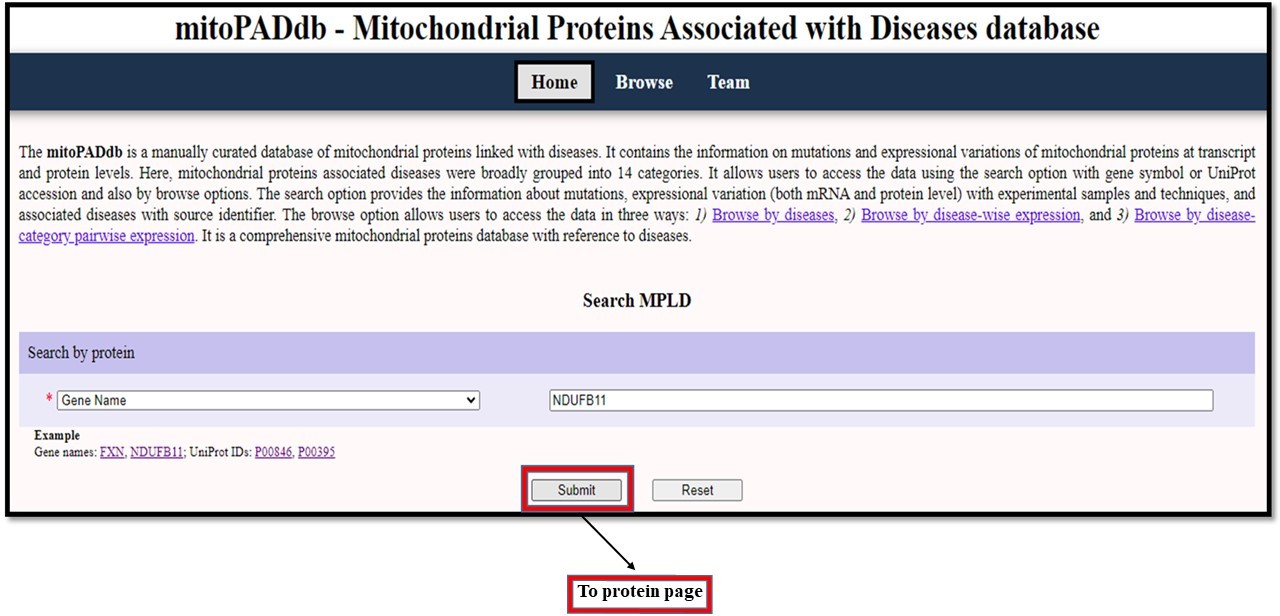 mitoPADdb - Mitochondrial Proteins Associated with Diseases database
Home Browse Team
The mitoPADdb is a manually curated database of mitochondrial proteins linked with diseases. It contains the information on mutations and expressional variations of mitochondrial proteins at transcript
and protein levels. Here, mitochondrial proteins associated diseases were broadly grouped into 14 categories. It allows users to access the data using the search option with gene symbol or UniProt
accession and also by browse options. The search option provides the information about mutations, expressional variation (both mRNA and protein level) with experimental samples and techniques, and
associated diseases with source identifier. The browse option allows users to access the data in three ways: 1) Browse by diseases, 2) Browse by disease-wise expression, and 3) Browse by disease-
category pairwise expression. It is a comprehensive mitochondrial proteins database with reference to diseases.
Search MPLD
Search by protein
* Gene Name NDUFB11
Example
Gene names: FXN, NDUFB11; UniProt IDs: P00846, P00395
Submit Reset
To protein page